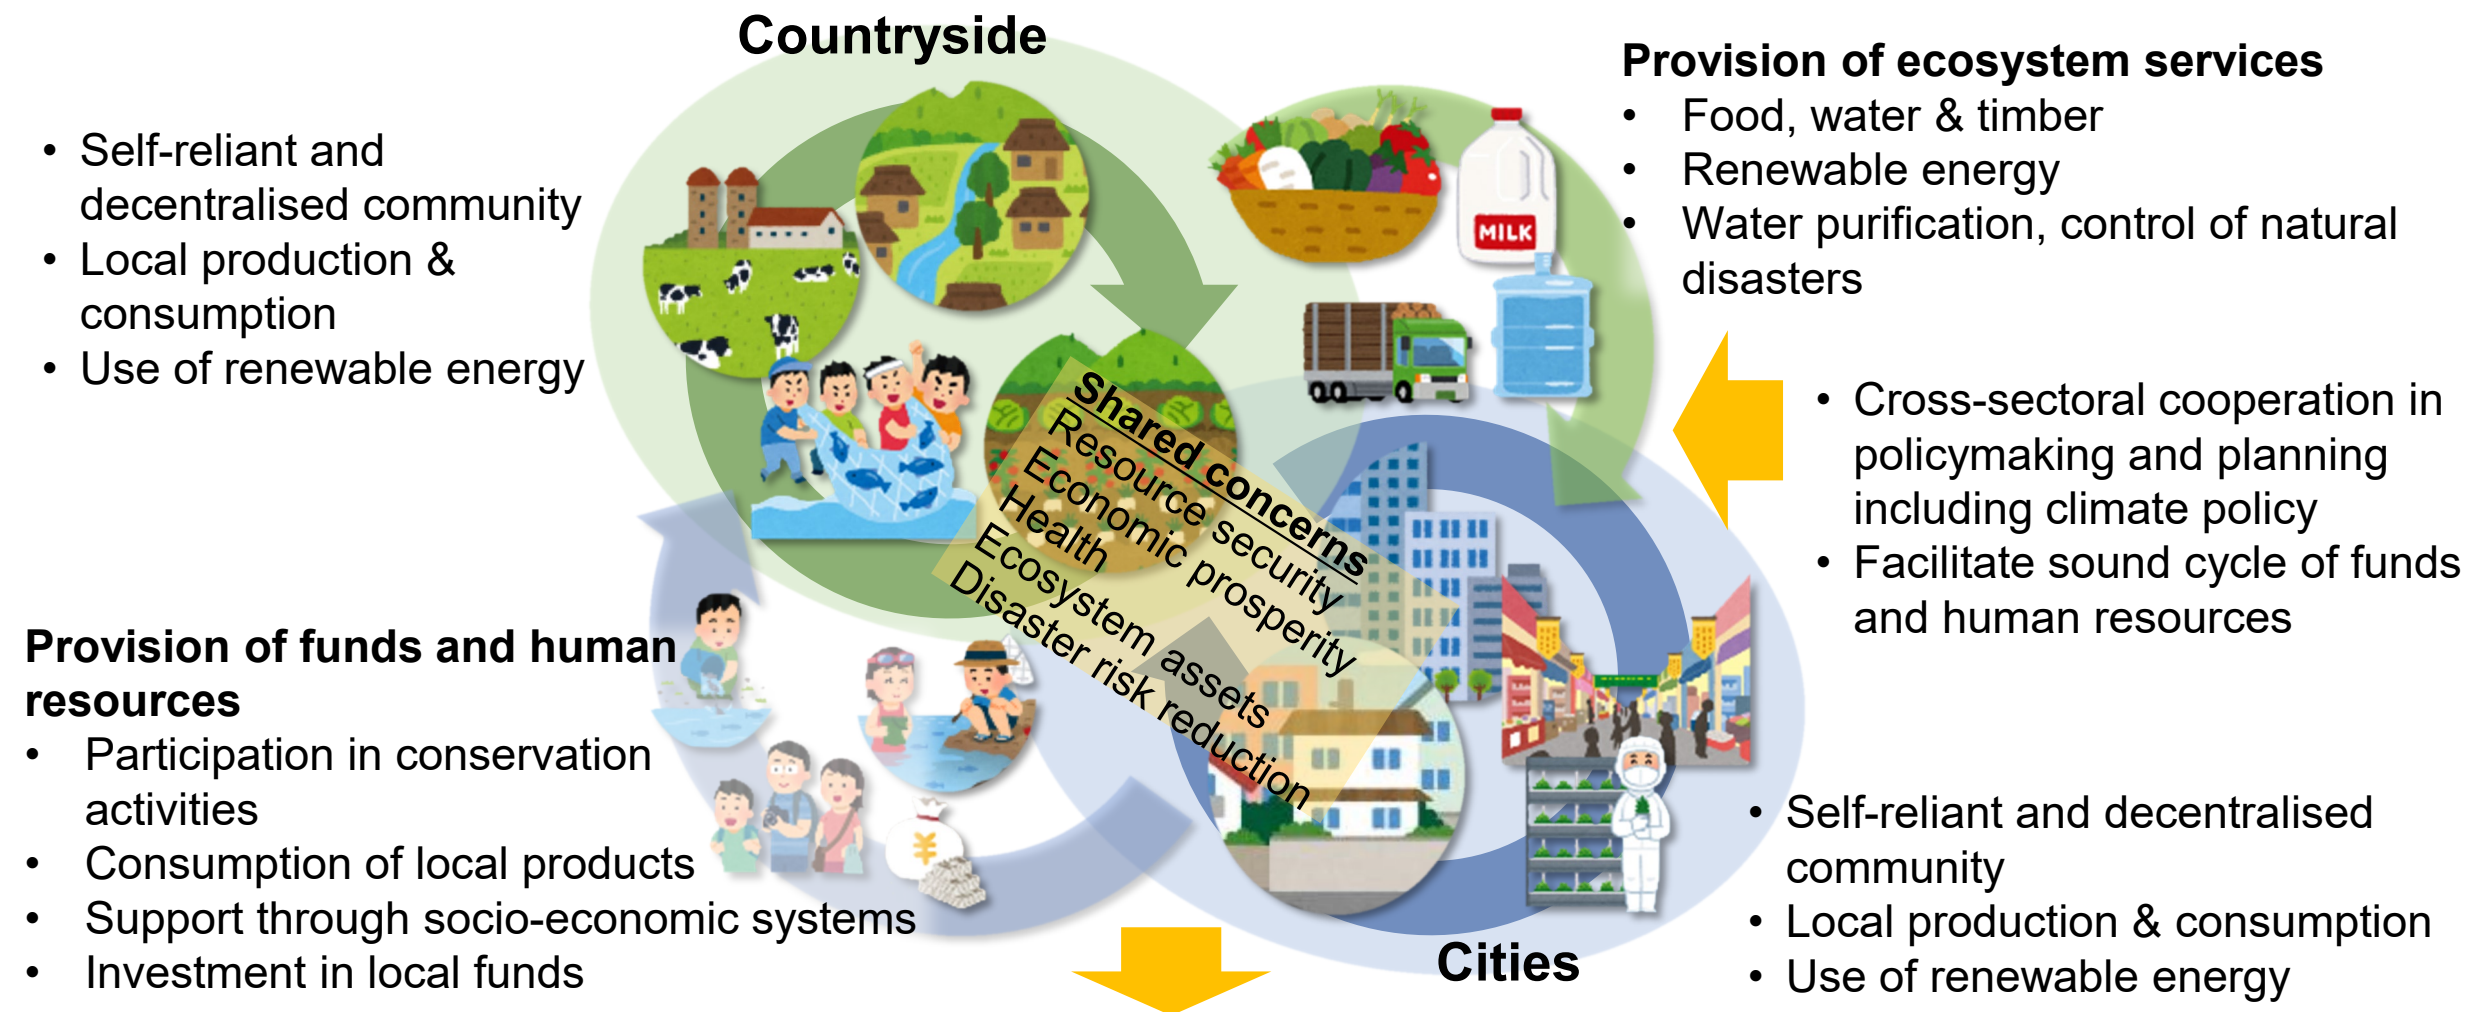 Countryside
• Self-reliant and
decentralised community
• Local production &
consumption
• Use of renewable energy
Provision of ecosystem services
• Food, water & timber
• Renewable energy
• Water purification, control of natural
disasters
MILK
• Cross-sectoral cooperation in
policymaking and planning
including climate policy
• Facilitate sound cycle of funds
and human resources
Shared concerns
Resource security
Economic prosperity
Health
Ecosystem assets
Disaster risk reduction
Provision of funds and human
resources
• Participation in conservation
activities
• Consumption of local products
• Support through socio-economic systems
• Investment in local funds
¥
Cities
• Self-reliant and decentralised
community
• Local production & consumption
• Use of renewable energy